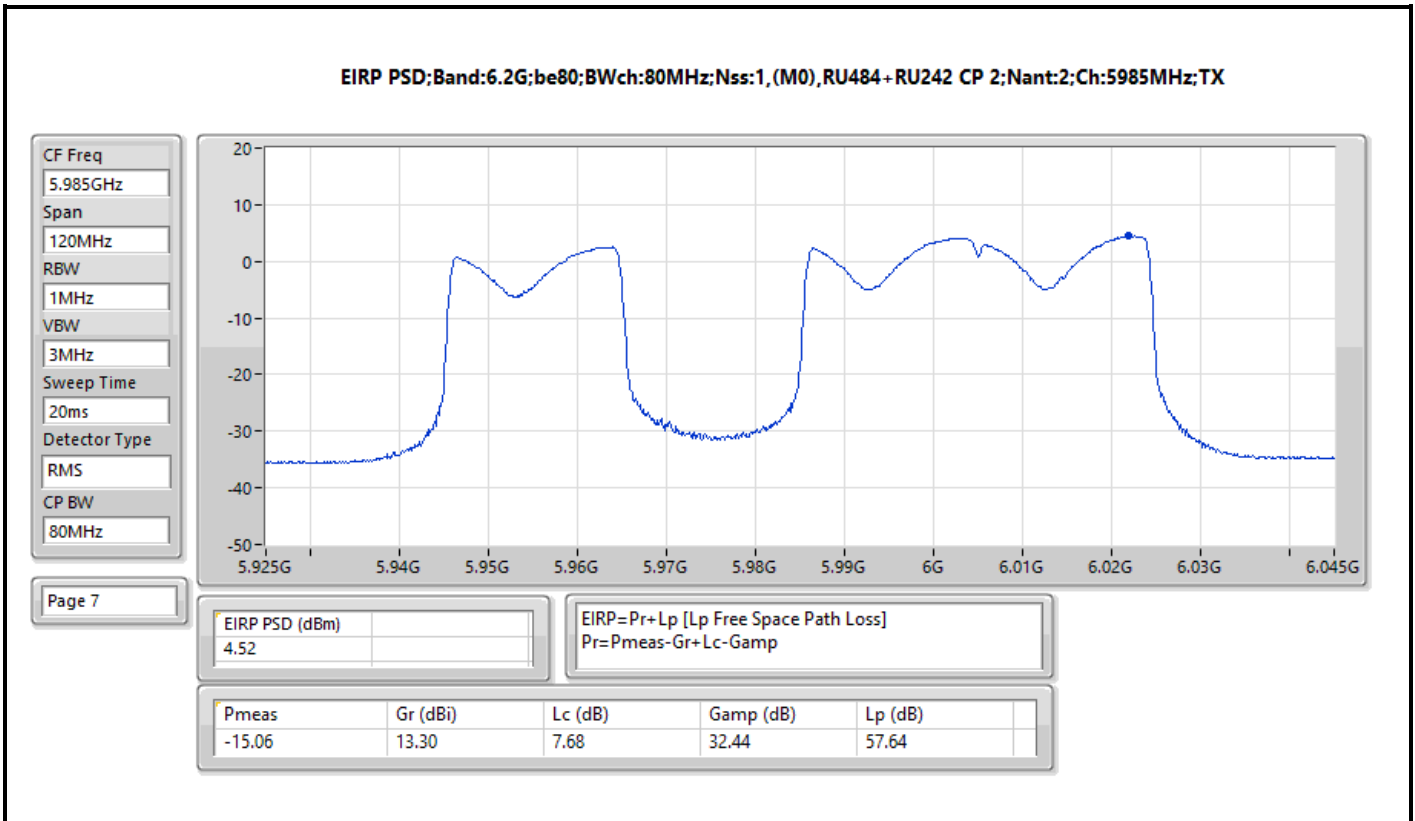 EIRP PSD;Band:6.2G;be80;BWch:80MHz;Nss:1,(M0),RU484+RU242 CP 2;Nant:2;Ch:5985MHz;TX
CF Freq
5.985GHz
Span
120MHz
RBW
1MHz
VBW
3MHz
Sweep Time
20ms
Detector Type
RMS
CP BW
80MHz
Page 7
20
10
0
-10
-20
-30
-40
-50
5.925G 5.94G 5.95G 5.96G 5.97G 5.98G 5.99G 6G 6.01G 6.02G 6.03G 6.045G
EIRP PSD (dBm)
4.52
EIRP=Pr+Lp [Lp Free Space Path Loss]
Pr=Pmeas-Gr+Lc-Gamp
Pmeas Gr (dBi) Lc (dB) Gamp (dB) Lp (dB)
-15.06 13.30 7.68 32.44 57.64